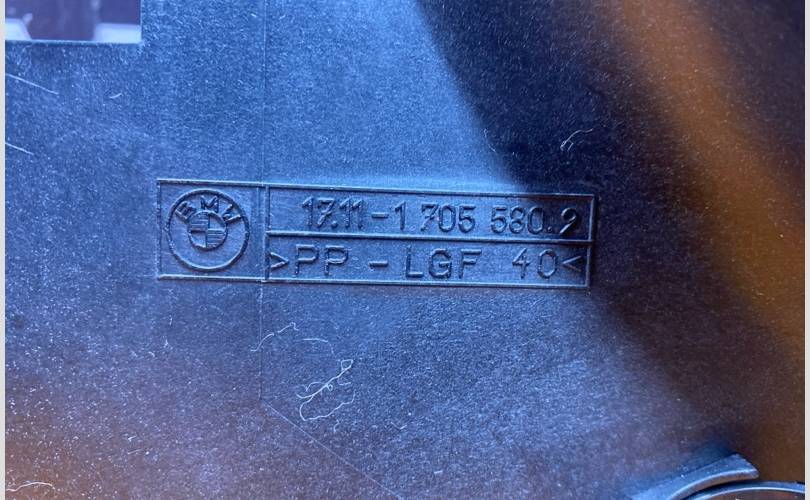 BMW
17.11-1 705 580.9
>PP - LGF 40<